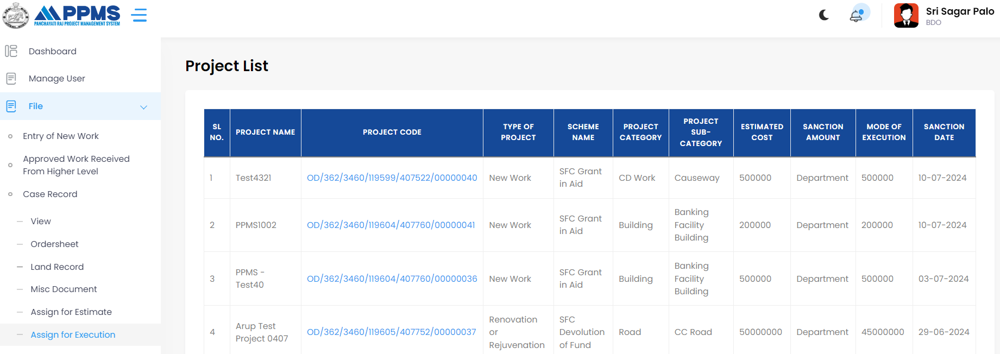 PPMS
PANCHAYATI RAJ PROJECT MANAGEMENT SYSTEM
Sri Sagar Palo
BDO
Dashboard
Manage User
File
Entry of New Work
Approved Work Received
From Higher Level
Case Record
View
Ordersheet
Land Record
Misc Document
Assign for Estimate
Assign for Execution
Project List
SL NO. PROJECT NAME PROJECT CODE TYPE OF PROJECT SCHEME NAME PROJECT CATEGORY PROJECT SUB-CATEGORY ESTIMATED COST SANCTION AMOUNT MODE OF EXECUTION SANCTION DATE
1 Test4321 OD/362/3460/119599/407522/00000040 New Work SFC Grant in Aid CD Work Causeway 500000 Department 500000 10-07-2024
2 PPMS1002 OD/362/3460/119604/407760/00000041 New Work SFC Grant in Aid Building Banking Facility Building 200000 Department 200000 10-07-2024
3 PPMS - Test40 OD/362/3460/119604/407760/00000036 New Work SFC Grant in Aid Building Banking Facility Building 500000 Department 500000 03-07-2024
4 Arup Test Project 0407 OD/362/3460/119605/407752/00000037 Renovation or Rejuvenation SFC Devolution of Fund Road CC Road 50000000 Department 45000000 29-06-2024